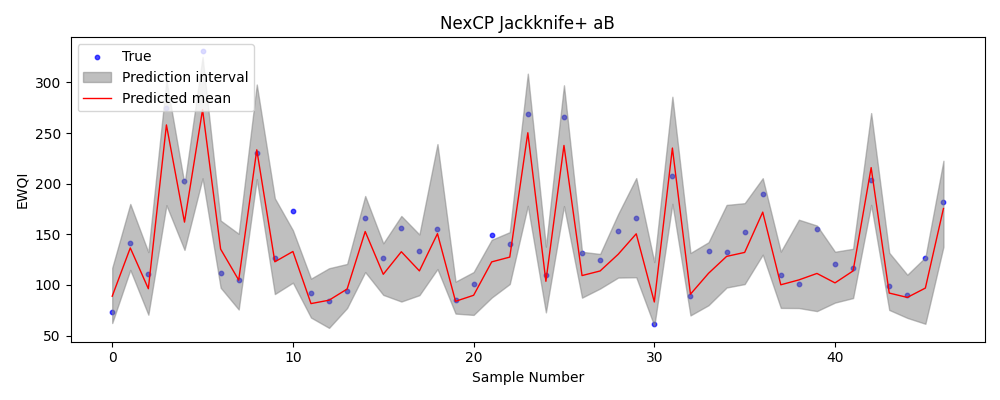 NexCP Jackknife+ aB
True
Prediction interval
Predicted mean
300
250
200
150
100
50
EWQI
0
10
20
30
40
Sample Number